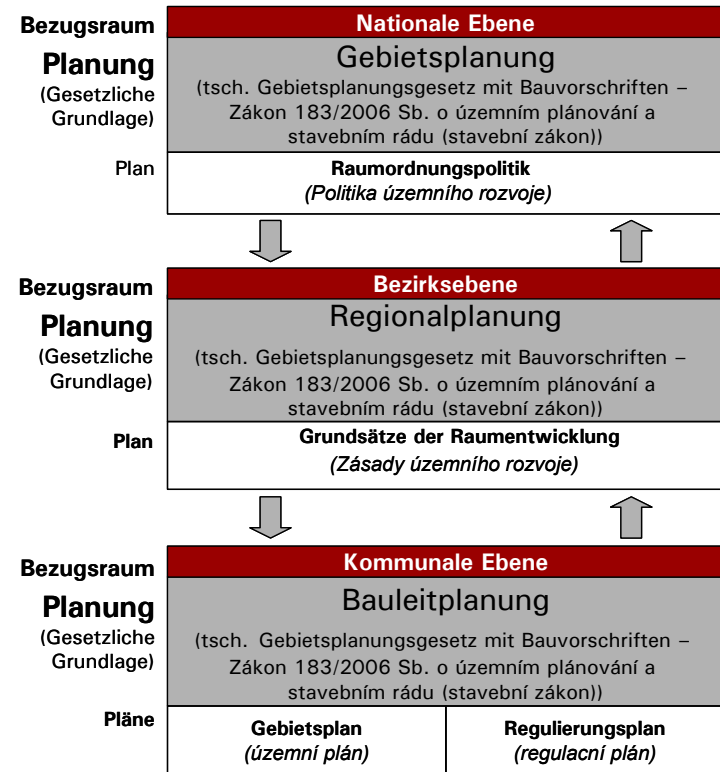 Bezugsraum
Nationale Ebene
Planung
(Gesetzliche
Grundlage)
Gebietsplanung
(tsch. Gebietsplanungsgesetz mit Bauvorschriften –
Zákon 183/2006 Sb. o územním plánování a
stavebním rádu (stavební zákon))
Plan
Raumordnungspolitik
(Politika územního rozvoje)
Bezugsraum
Bezirksebene
Planung
(Gesetzliche
Grundlage)
Regionalplanung
(tsch. Gebietsplanungsgesetz mit Bauvorschriften –
Zákon 183/2006 Sb. o územním plánování a
stavebním rádu (stavební zákon))
Plan
Grundsätze der Raumentwicklung
(Zásady územního rozvoje)
Bezugsraum
Kommunale Ebene
Planung
(Gesetzliche
Grundlage)
Bauleitplanung
(tsch. Gebietsplanungsgesetz mit Bauvorschriften –
Zákon 183/2006 Sb. o územním plánování a
stavebním rádu (stavební zákon))
Pläne
Gebietsplan
(územní plán)
Regulierungsplan
(regulací plán)